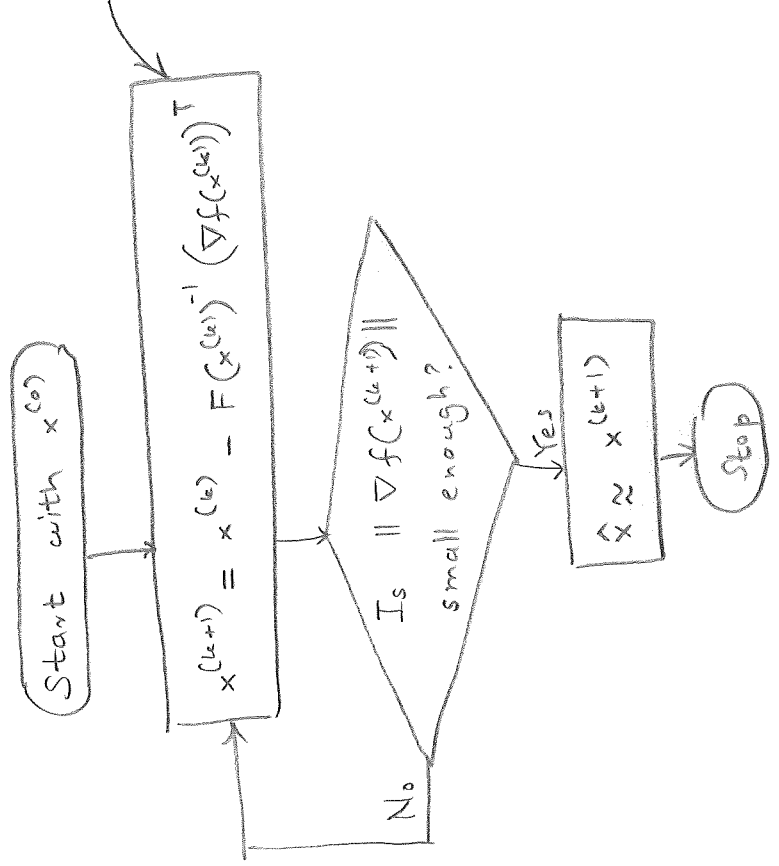 Start with x^(0)
x^(k+1) = x^(k) - F(x^(k))^-1 (∇f(x^(k)))^T
Is || ∇f(x^(k+1)) ||
small enough?
No
Yes
x̂ ≈ x^(k+1)
Stop